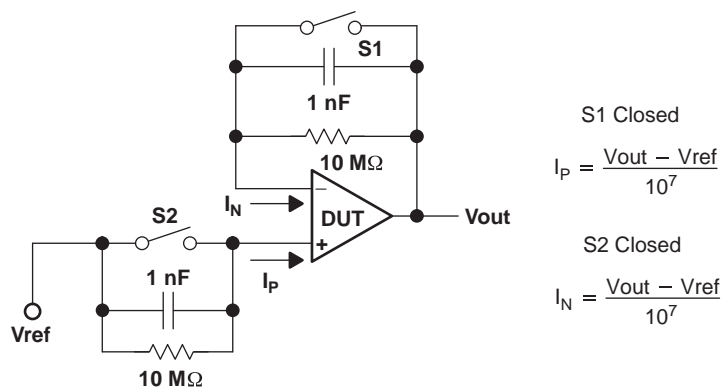 S1
1 nF
10 MΩ
I_N
−
DUT
Vout
S2
+
1 nF
I_P
Vref
10 MΩ
S1 Closed
I_P = (Vout − Vref) / 10^7
S2 Closed
I_N = (Vout − Vref) / 10^7